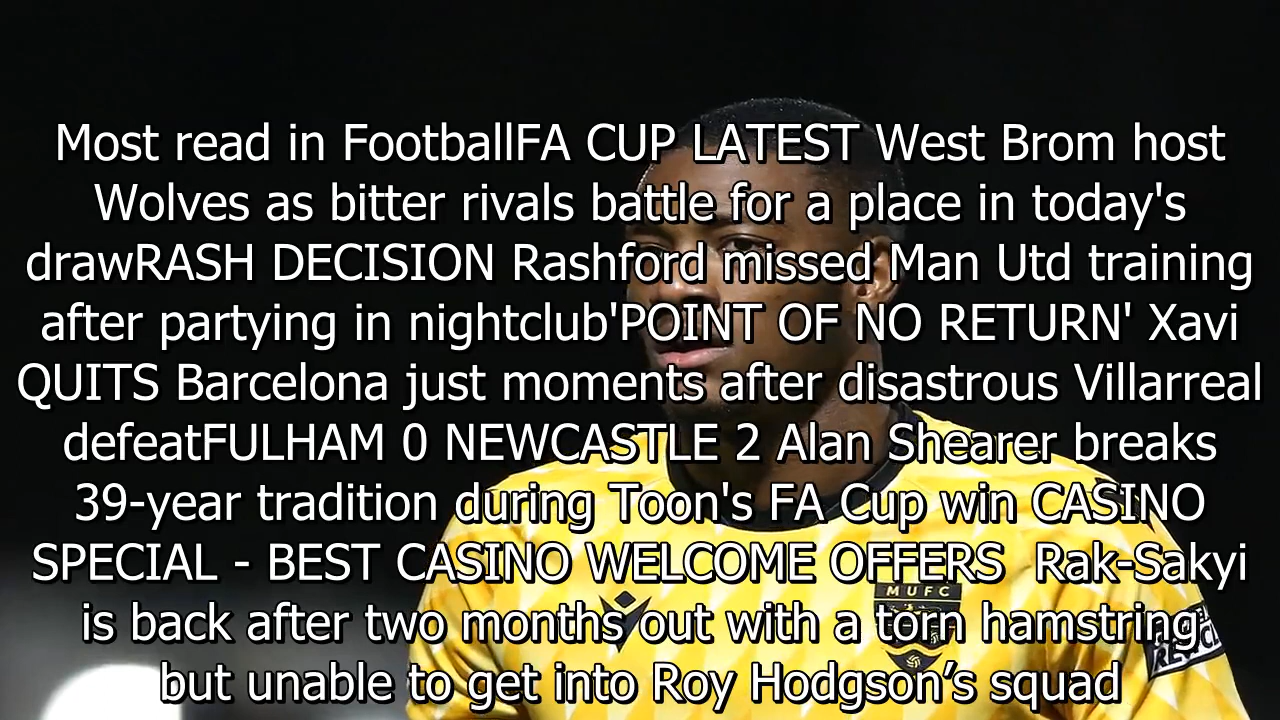 Most read in FootballFA CUP LATEST West Brom host
Wolves as bitter rivals battle for a place in today's
drawRASH DECISION Rashford missed Man Utd training
after partying in nightclub'POINT OF NO RETURN' Xavi
QUITS Barcelona just moments after disastrous Villarreal
defeatFULHAM 0 NEWCASTLE 2 Alan Shearer breaks
39-year tradition during Toon's FA Cup win CASINO
SPECIAL - BEST CASINO WELCOME OFFERS  Rak-Sakyi
is back after two months out with a torn hamstring
but unable to get into Roy Hodgson’s squad
MUFC